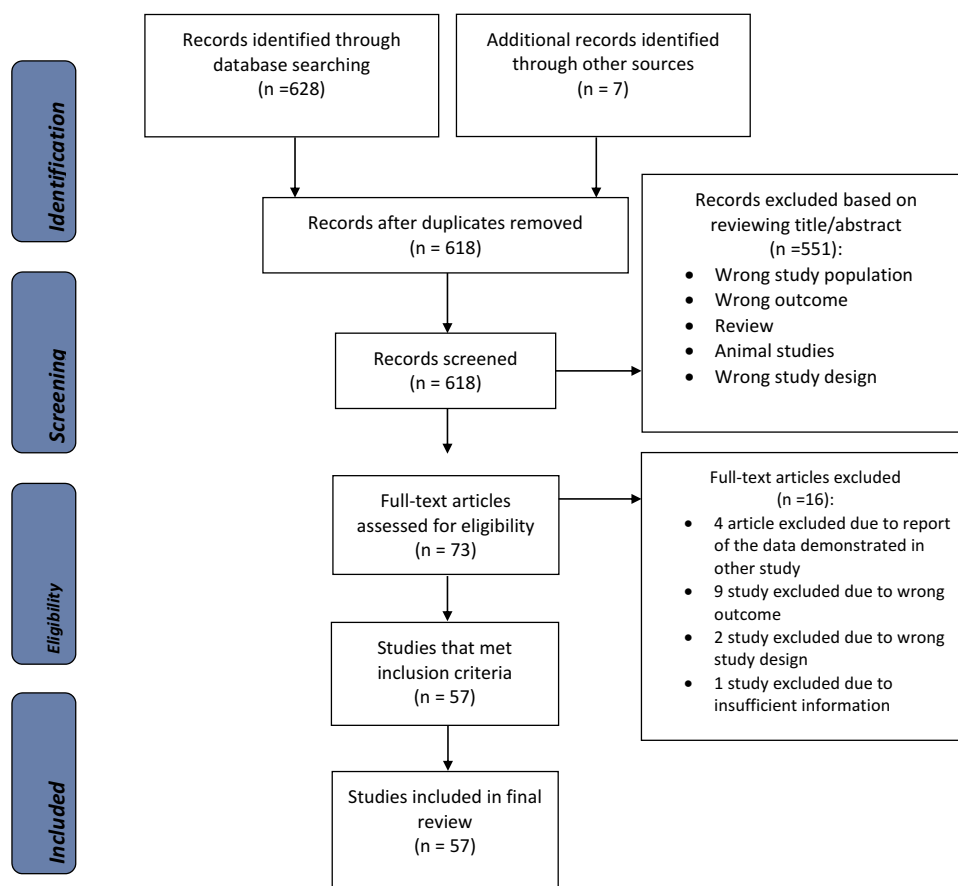 Records identified through
database searching
(n =628)
Additional records identified
through other sources
(n = 7)
Identification
Records after duplicates removed
(n = 618)
Records excluded based on
reviewing title/abstract
(n =551):
• Wrong study population
• Wrong outcome
• Review
• Animal studies
• Wrong study design
Screening
Records screened
(n = 618)
Full-text articles
assessed for eligibility
(n = 73)
Full-text articles excluded
(n =16):
• 4 article excluded due to report
of the data demonstrated in
other study
• 9 study excluded due to wrong
outcome
• 2 study excluded due to wrong
study design
• 1 study excluded due to
insufficient information
Eligibility
Studies that met
inclusion criteria
(n = 57)
Included
Studies included in final
review
(n = 57)